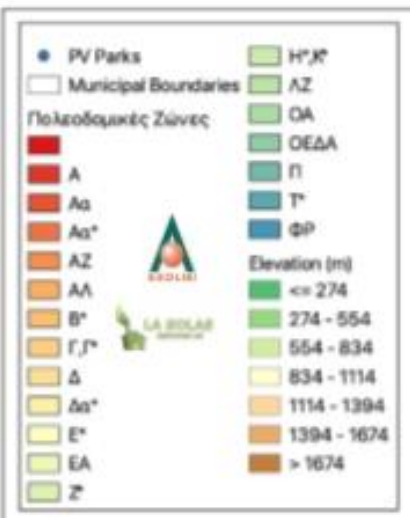 PV Parks
Municipal Boundaries
Πολεοδομικές Ζώνες
Α
Αα
Αα*
ΑΖ
ΑΛ
Β*
Γ,Γ*
Δ
Δα*
Ε*
ΕΑ
Ζ*
Η*,Κ*
ΛΖ
ΟΑ
ΟΕΔΑ
Π
Τ*
ΦΡ
Elevation (m)
<= 274
274 - 554
554 - 834
834 - 1114
1114 - 1394
1394 - 1674
> 1674
AEOLIKI
LA SOLAR